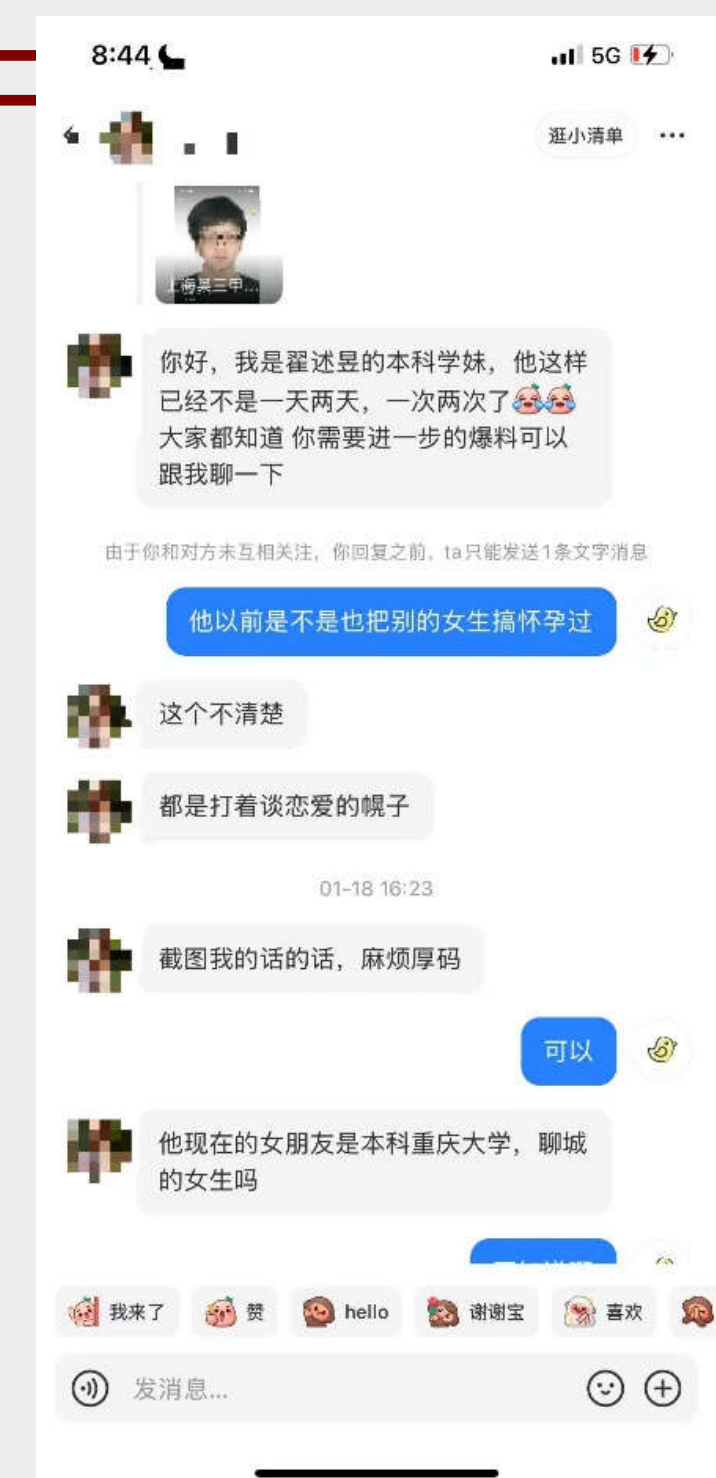 8:44
5G
逛小清单
上海某三甲...
你好，我是翟述昱的本科学妹，他这样
已经不是一天两天，一次两次了
大家都知道 你需要进一步的爆料可以
跟我聊一下
由于你和对方未互相关注，你回复之前，ta只能发送1条文字消息
他以前是不是也把别的女生搞怀孕过
这个不清楚
都是打着谈恋爱的幌子
01-18 16:23
截图我的话的话，麻烦厚码
可以
他现在的女朋友是本科重庆大学，聊城
的女生吗
我来了
赞
hello
谢谢宝
喜欢
发消息...